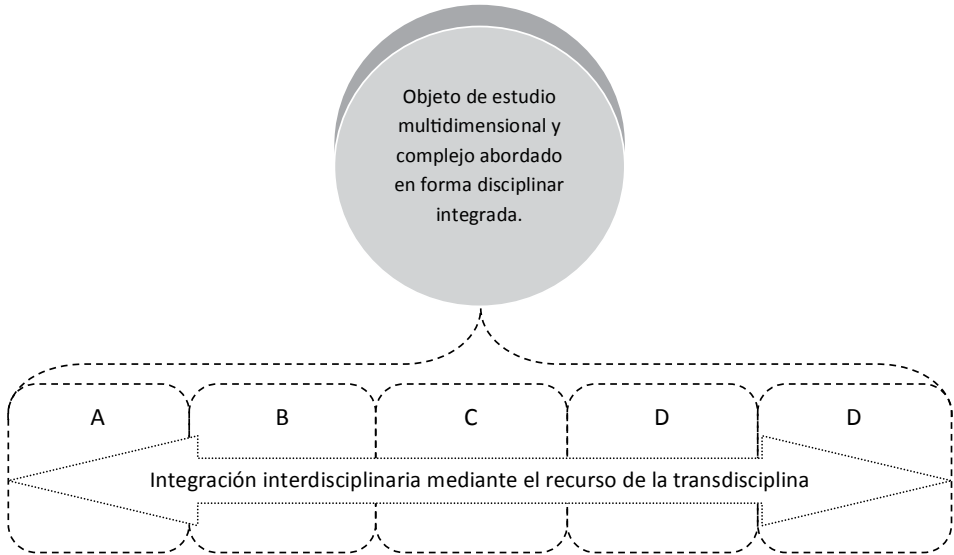 Objeto de estudio
multidimensional y
complejo abordado
en forma disciplinar
integrada.
A B C D D
Integración interdisciplinaria mediante el recurso de la transdisciplina